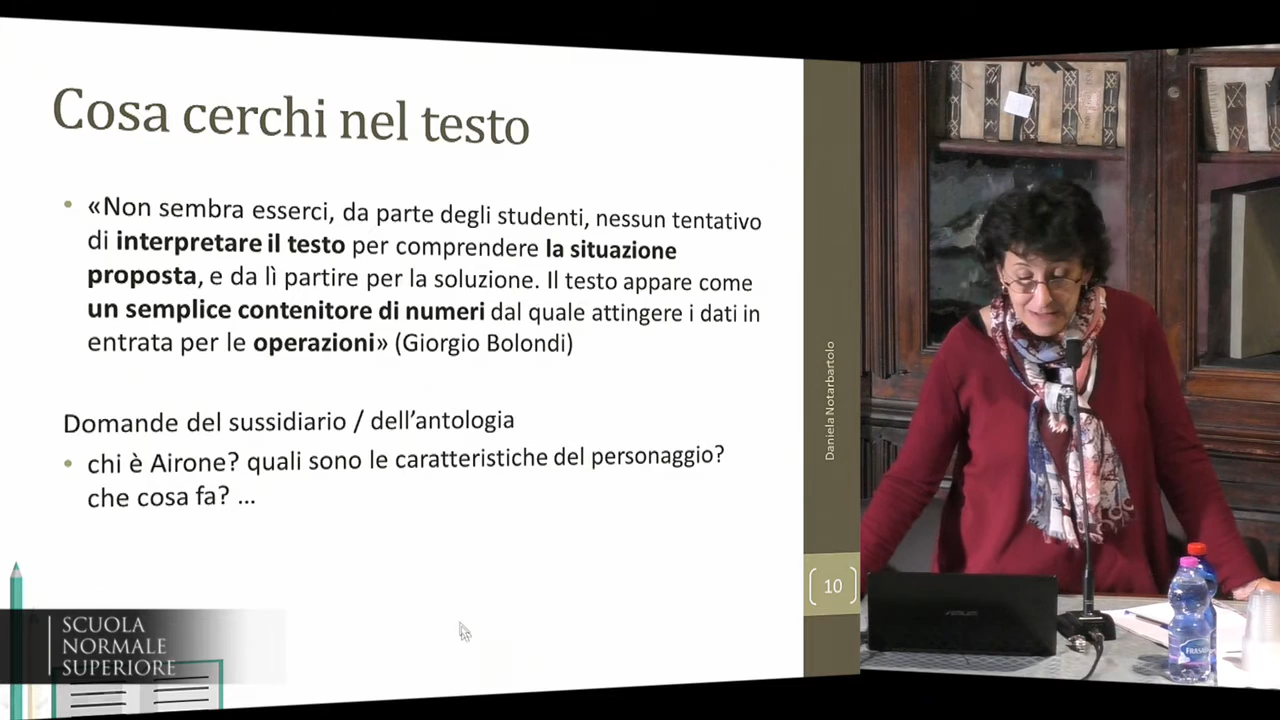 Cosa cerchi nel testo
• «Non sembra esserci, da parte degli studenti, nessun tentativo
di interpretare il testo per comprendere la situazione
proposta, e da lì partire per la soluzione. Il testo appare come
un semplice contenitore di numeri dal quale attingere i dati in
entrata per le operazioni» (Giorgio Bolondi)
Domande del sussidiario / dell'antologia
• chi è Airone? quali sono le caratteristiche del personaggio?
che cosa fa? ...
Daniela Notarbartolo
10
SCUOLA
NORMALE
SUPERIORE
ASUS